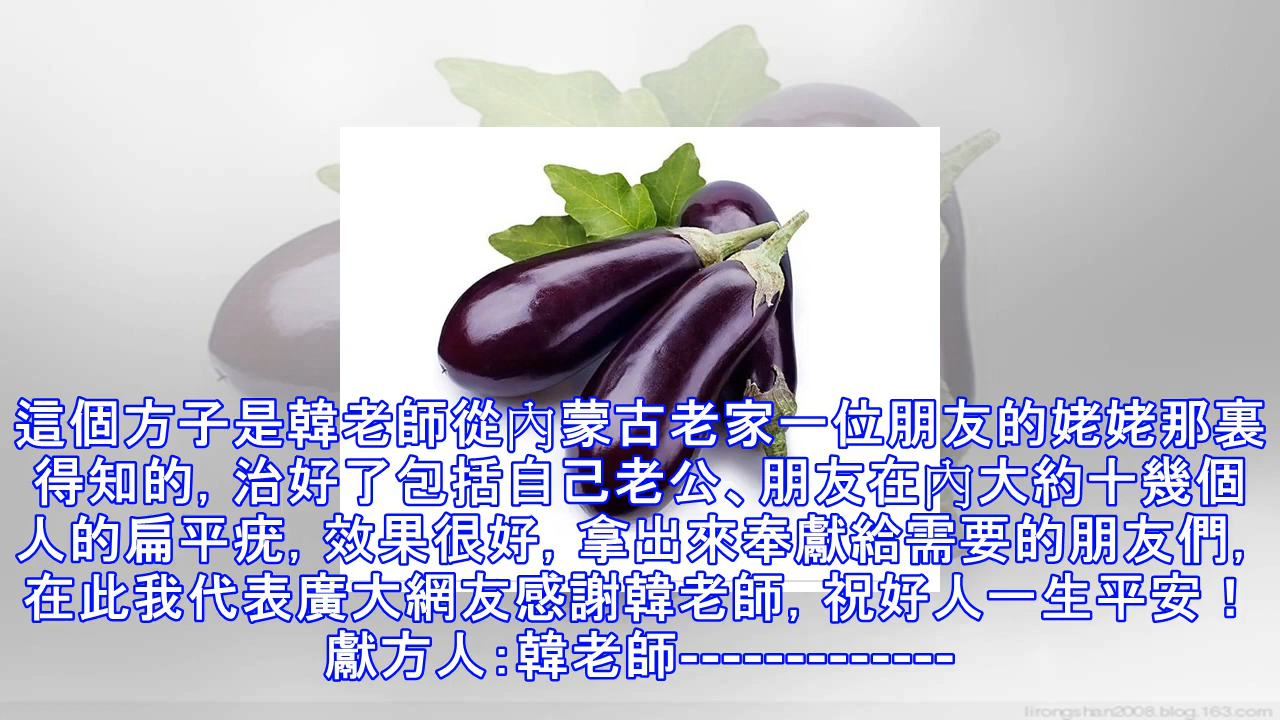 這個方子是韓老師從內蒙古老家一位朋友的姥姥那裏
得知的, 治好了包括自己老公、朋友在內大約十幾個
人的扁平疣, 效果很好, 拿出來奉獻給需要的朋友們,
在此我代表廣大網友感謝韓老師, 祝好人一生平安！
獻方人:韓老師-------------
lirongshan2008.blog.163.com